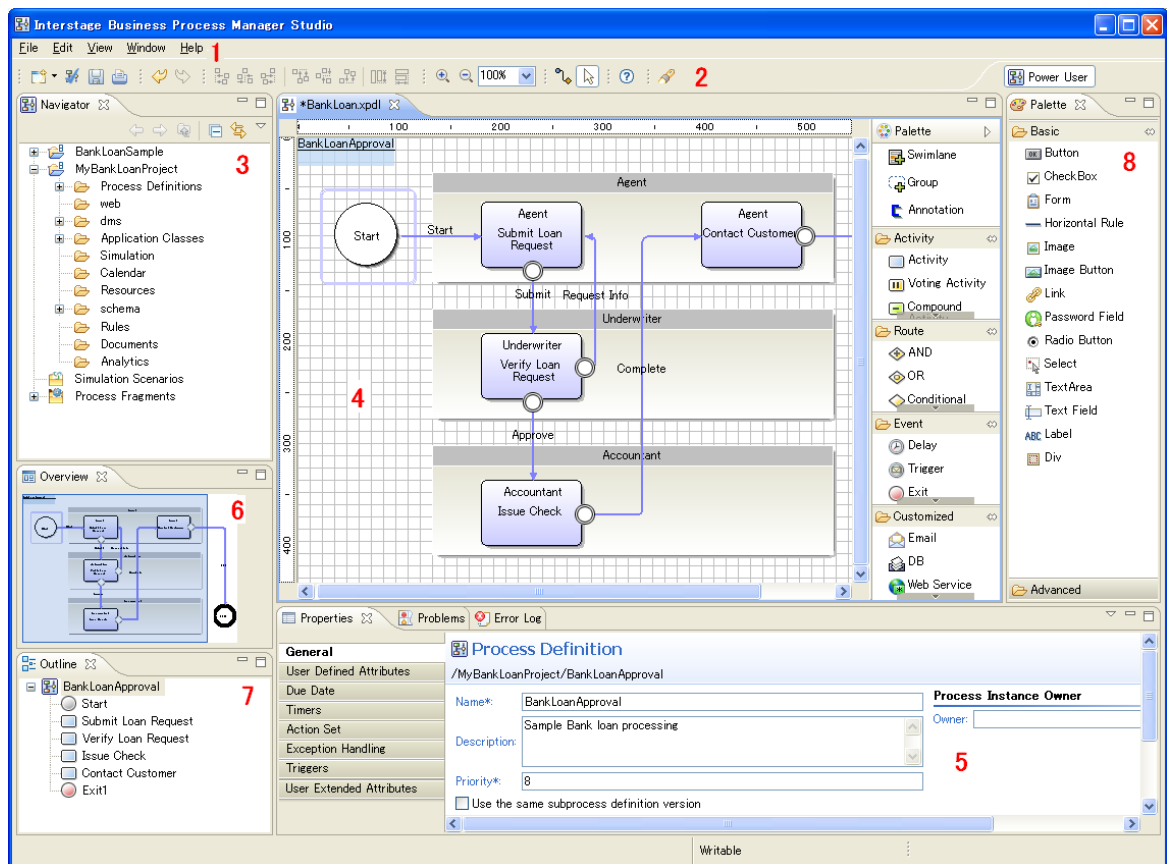 Interstage Business Process Manager Studio
File Edit View Window Help
1
100%
2
Power User
Navigator
3
BankLoanSample
MyBankLoanProject
Process Definitions
web
dms
Application Classes
Simulation
Calendar
Resources
schema
Rules
Documents
Analytics
Simulation Scenarios
Process Fragments
*BankLoan.xpdl
100 200 300 400 500
100
200
300
400
BankLoanApproval
Agent
Start
Start
Agent
Submit Loan
Request
Agent
Contact Customer
Submit
Request Info
Underwriter
Underwriter
Verify Loan
Request
Complete
4
Approve
Accountant
Accountant
Issue Check
Palette
Swimlane
Group
Annotation
Activity
Activity
Voting Activity
Compound
Route
AND
OR
Conditional
Event
Delay
Trigger
Exit
Customized
Email
DB
Web Service
Palette
Basic
8
Button
CheckBox
Form
Horizontal Rule
Image
Image Button
Link
Password Field
Radio Button
Select
TextArea
Text Field
ABC Label
Div
Advanced
Overview
6
Outline
7
BankLoanApproval
Start
Submit Loan Request
Verify Loan Request
Issue Check
Contact Customer
Exit1
Properties
Problems
Error Log
General
User Defined Attributes
Due Date
Timers
Action Set
Exception Handling
Triggers
User Extended Attributes
Process Definition
/MyBankLoanProject/BankLoanApproval
Name*: BankLoanApproval
Description: Sample Bank loan processing
Priority*: 8
Use the same subprocess definition version
Process Instance Owner
Owner:
5
Writable